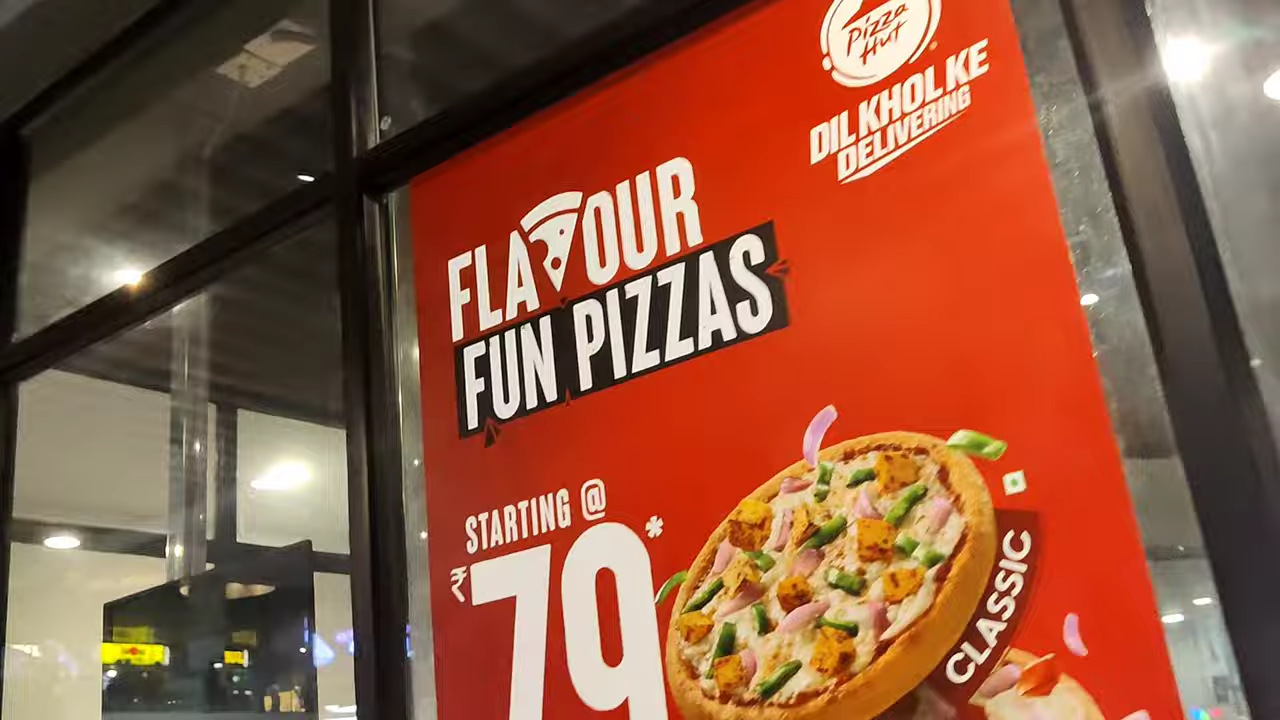 Pizza
Hut
DIL KHOL KE
DELIVERING
FLAVOUR
FUN PIZZAS
STARTING @
₹79*
CLASSIC